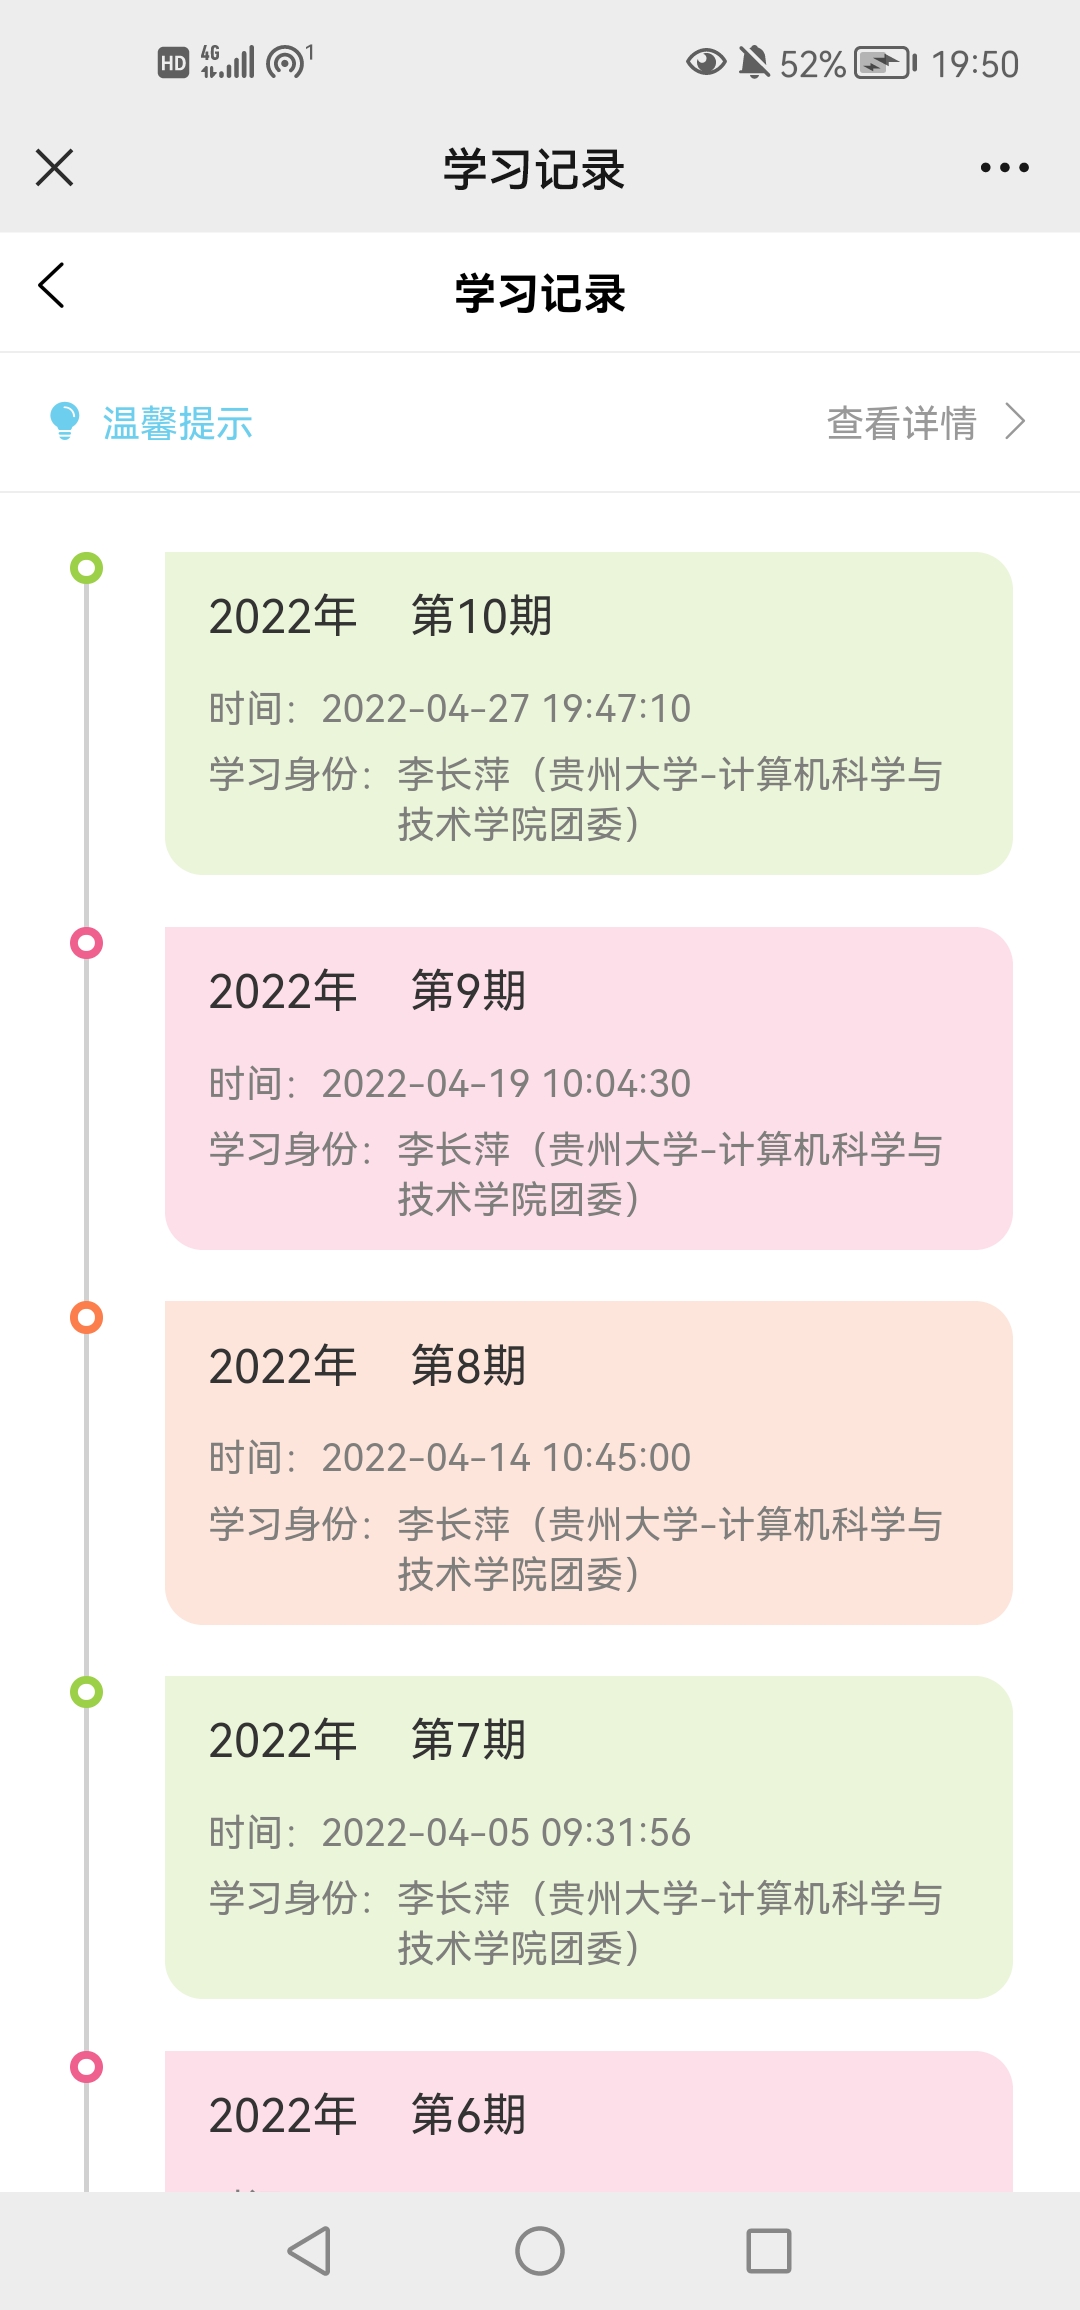 HD 4G 1
52% 19:50
学习记录
学习记录
温馨提示 查看详情
2022年 第10期
时间：2022-04-27 19:47:10
学习身份：李长萍（贵州大学-计算机科学与
技术学院团委）
2022年 第9期
时间：2022-04-19 10:04:30
学习身份：李长萍（贵州大学-计算机科学与
技术学院团委）
2022年 第8期
时间：2022-04-14 10:45:00
学习身份：李长萍（贵州大学-计算机科学与
技术学院团委）
2022年 第7期
时间：2022-04-05 09:31:56
学习身份：李长萍（贵州大学-计算机科学与
技术学院团委）
2022年 第6期